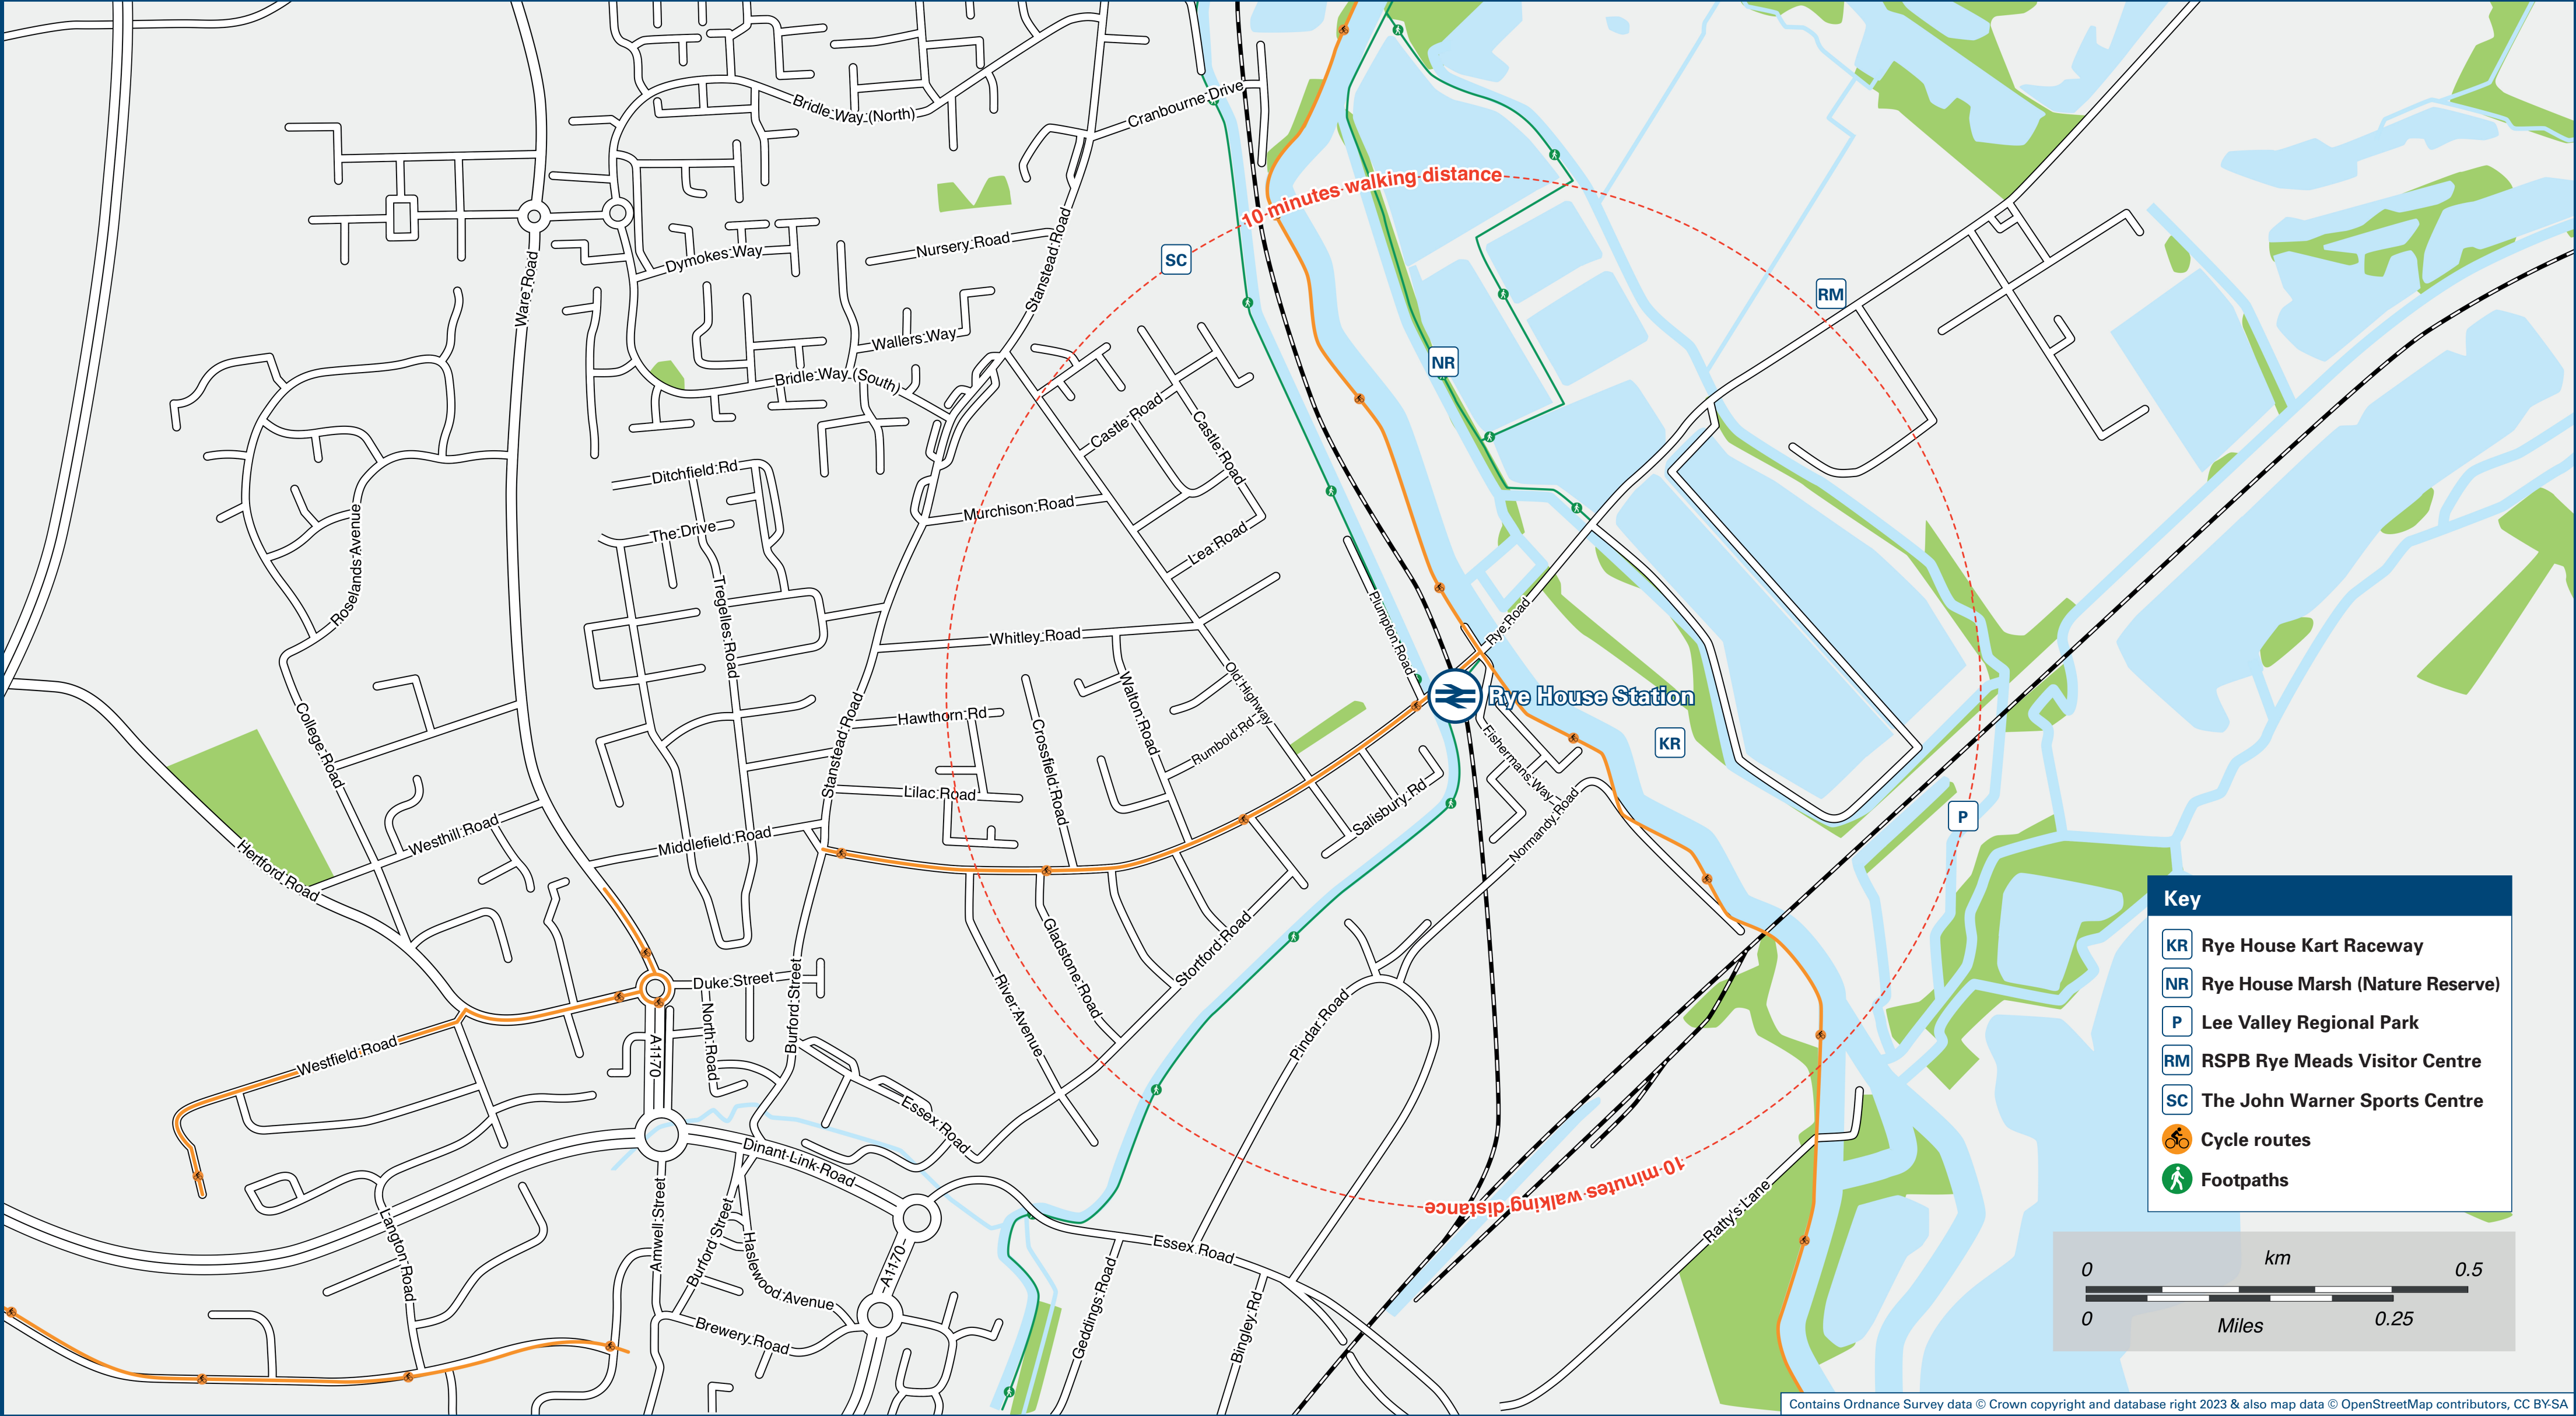 Bridle Way (North)
Cranbourne Drive
10 minutes walking distance
SC
Nursery Road
Stanstead Road
Dymokes Way
Ware Road
RM
Wallers Way
NR
Bridle Way (South)
Castle Road
Castle Road
Ditchfield Rd
Murchison Road
The Drive
Lea Road
Roselands Avenue
Tregelles Road
Plumpton Road
Rye Road
Whitley Road
Old Highway
Walton Road
Rye House Station
Hawthorn Rd
Crossfield Road
Rumbold Rd
Fishermans Way
KR
College Road
Stanstead Road
Lilac Road
Salisbury Rd
Normandy Road
P
Westhill Road
Middlefield Road
Hertford Road
Gladstone Road
Stortford Road
River Avenue
Duke Street
North Road
Burford Street
A1170
Pindar Road
Westfield Road
Essex Road
Dinant Link Road
10 minutes walking distance
Ratty's Lane
Langton Road
Amwell Street
Burford Street
Haslewood Avenue
A1170
Essex Road
Geddings Road
Bingley Rd
Brewery Road
Key
KR Rye House Kart Raceway
NR Rye House Marsh (Nature Reserve)
P Lee Valley Regional Park
RM RSPB Rye Meads Visitor Centre
SC The John Warner Sports Centre
Cycle routes
Footpaths
km
0 0.5
0 0.25
Miles
Contains Ordnance Survey data © Crown copyright and database right 2023 & also map data © OpenStreetMap contributors, CC BY-SA